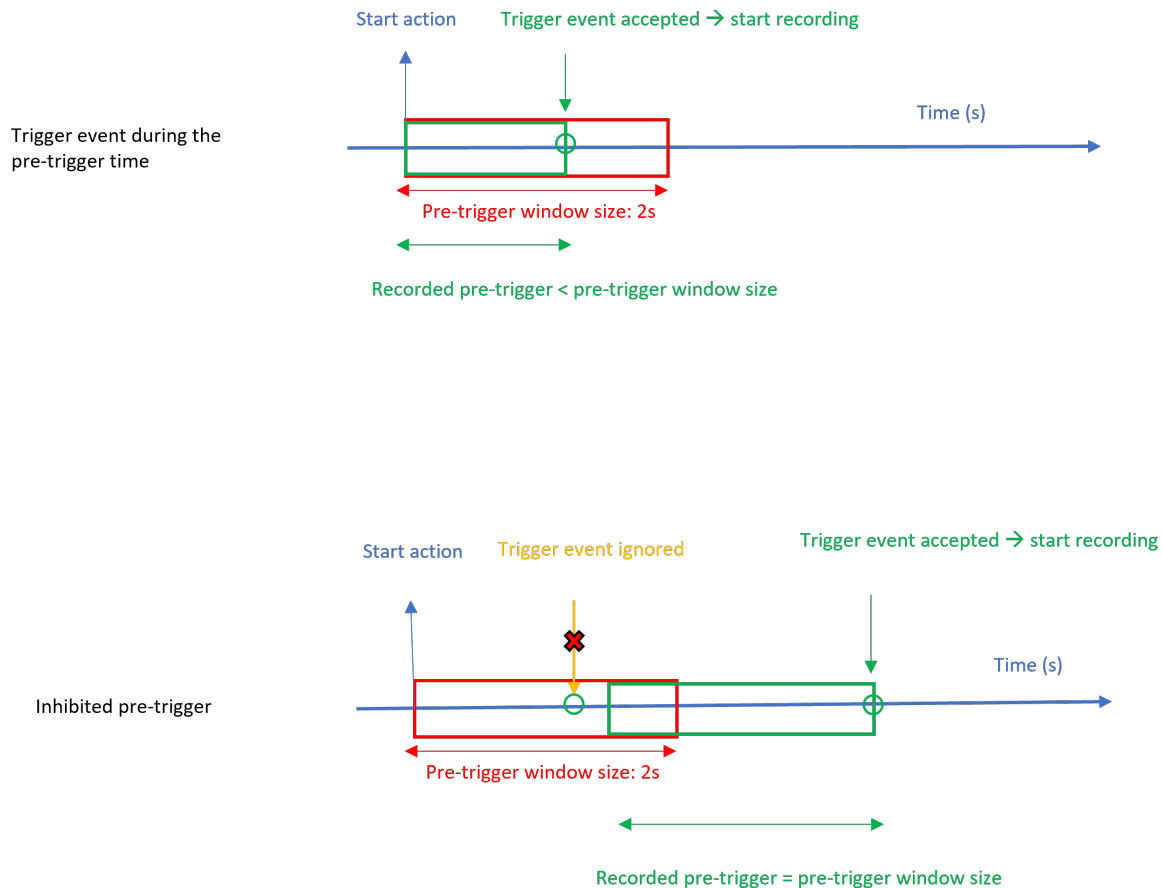 Start action
Trigger event accepted → start recording
Time (s)
Trigger event during the
pre-trigger time
Pre-trigger window size: 2s
Recorded pre-trigger < pre-trigger window size
Trigger event accepted → start recording
Start action
Trigger event ignored
Time (s)
Inhibited pre-trigger
Pre-trigger window size: 2s
Recorded pre-trigger = pre-trigger window size